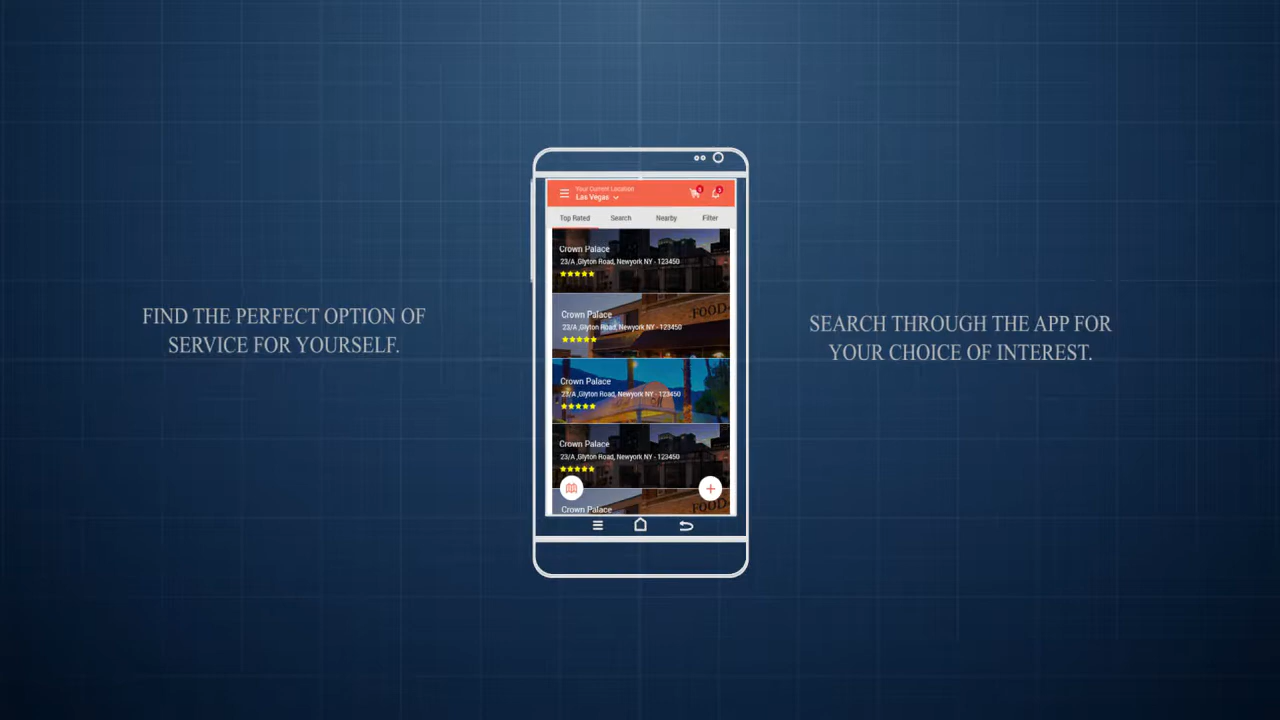 FIND THE PERFECT OPTION OF
SERVICE FOR YOURSELF.
Your Current Location
Las Vegas
Top Rated Search Nearby Filter
Crown Palace
23/A ,Glyton Road, Newyork NY - 123450
Crown Palace
23/A ,Glyton Road, Newyork NY - 123450
FOOD
Crown Palace
23/A ,Glyton Road, Newyork NY - 123450
Crown Palace
23/A ,Glyton Road, Newyork NY - 123450
Crown Palace
FOOD
SEARCH THROUGH THE APP FOR
YOUR CHOICE OF INTEREST.